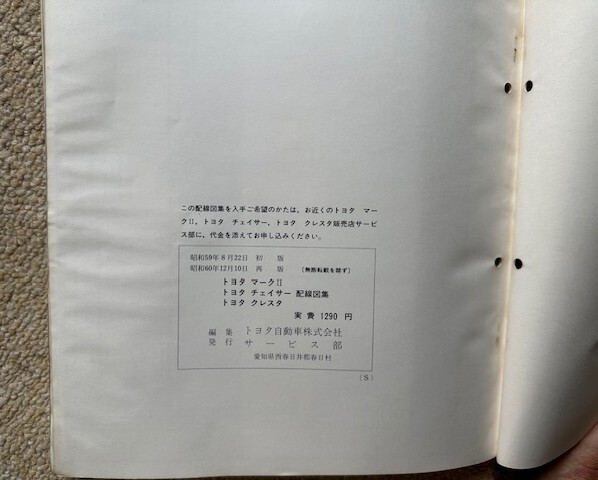 この配線図集を入手ご希望のかたは、お近くのトヨタ マー
クII、トヨタ チェイサー、トヨタ クレスタ販売店サービ
ス部に、代金を添えてお申し込みください。
昭和59年8月22日 初 版
昭和60年12月10日 再 版 〔無断転載を禁ず〕
トヨタ マークII
トヨタ チェイサー 配線図集
トヨタ クレスタ
実 費 1290 円
編 集 トヨタ自動車株式会社
発 行 サ ー ビ ス 部
愛知県西春日井郡春日村
(S)